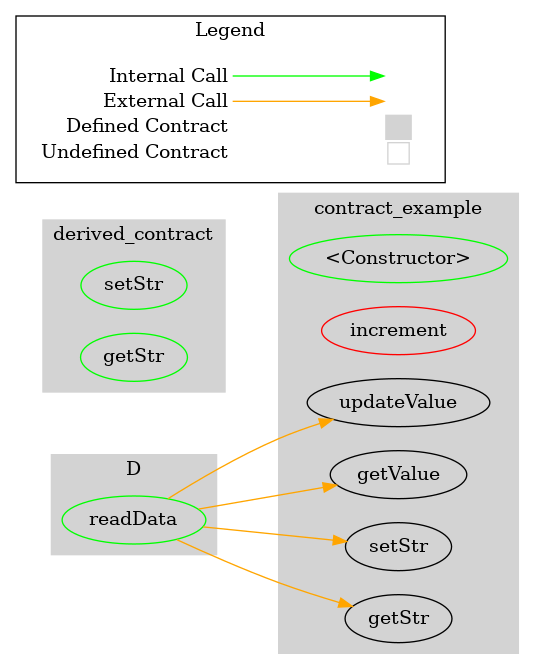 Legend
Internal Call
External Call
Defined Contract
Undefined Contract
derived_contract
setStr
getStr
D
readData
contract_example
<Constructor>
increment
updateValue
getValue
setStr
getStr